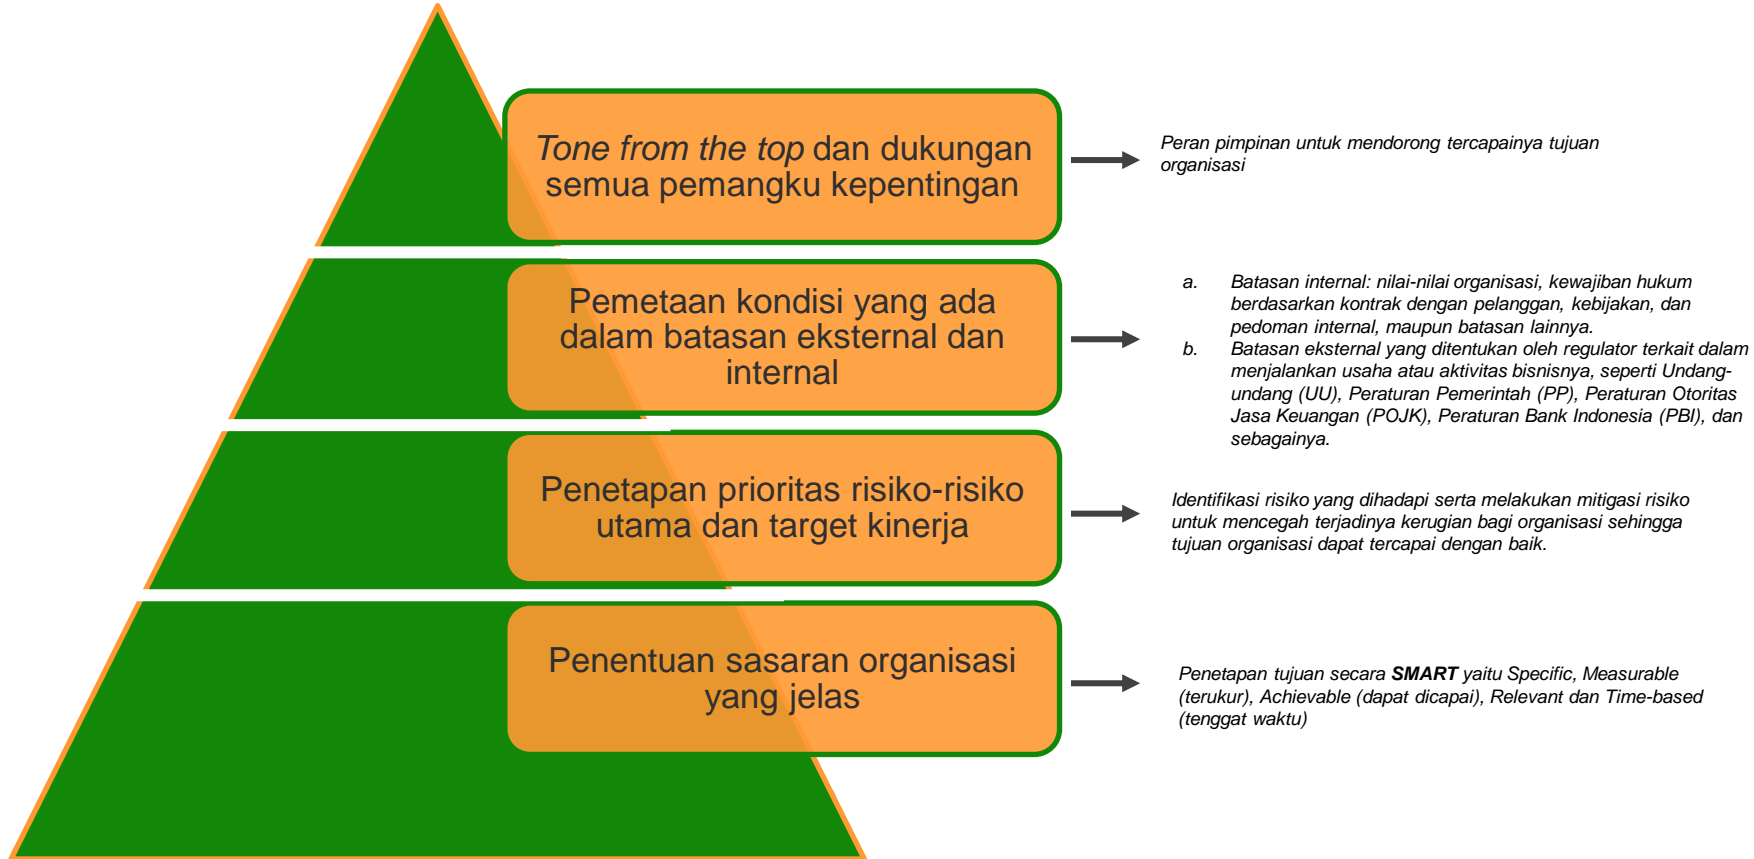 Tone from the top dan dukungan
semua pemangku kepentingan
Peran pimpinan untuk mendorong tercapainya tujuan
organisasi
Pemetaan kondisi yang ada
dalam batasan eksternal dan
internal
a. Batasan internal: nilai-nilai organisasi, kewajiban hukum
berdasarkan kontrak dengan pelanggan, kebijakan, dan
pedoman internal, maupun batasan lainnya.
b. Batasan eksternal yang ditentukan oleh regulator terkait dalam
menjalankan usaha atau aktivitas bisnisnya, seperti Undang-
undang (UU), Peraturan Pemerintah (PP), Peraturan Otoritas
Jasa Keuangan (POJK), Peraturan Bank Indonesia (PBI), dan
sebagainya.
Penetapan prioritas risiko-risiko
utama dan target kinerja
Identifikasi risiko yang dihadapi serta melakukan mitigasi risiko
untuk mencegah terjadinya kerugian bagi organisasi sehingga
tujuan organisasi dapat tercapai dengan baik.
Penentuan sasaran organisasi
yang jelas
Penetapan tujuan secara SMART yaitu Specific, Measurable
(terukur), Achievable (dapat dicapai), Relevant dan Time-based
(tenggat waktu)